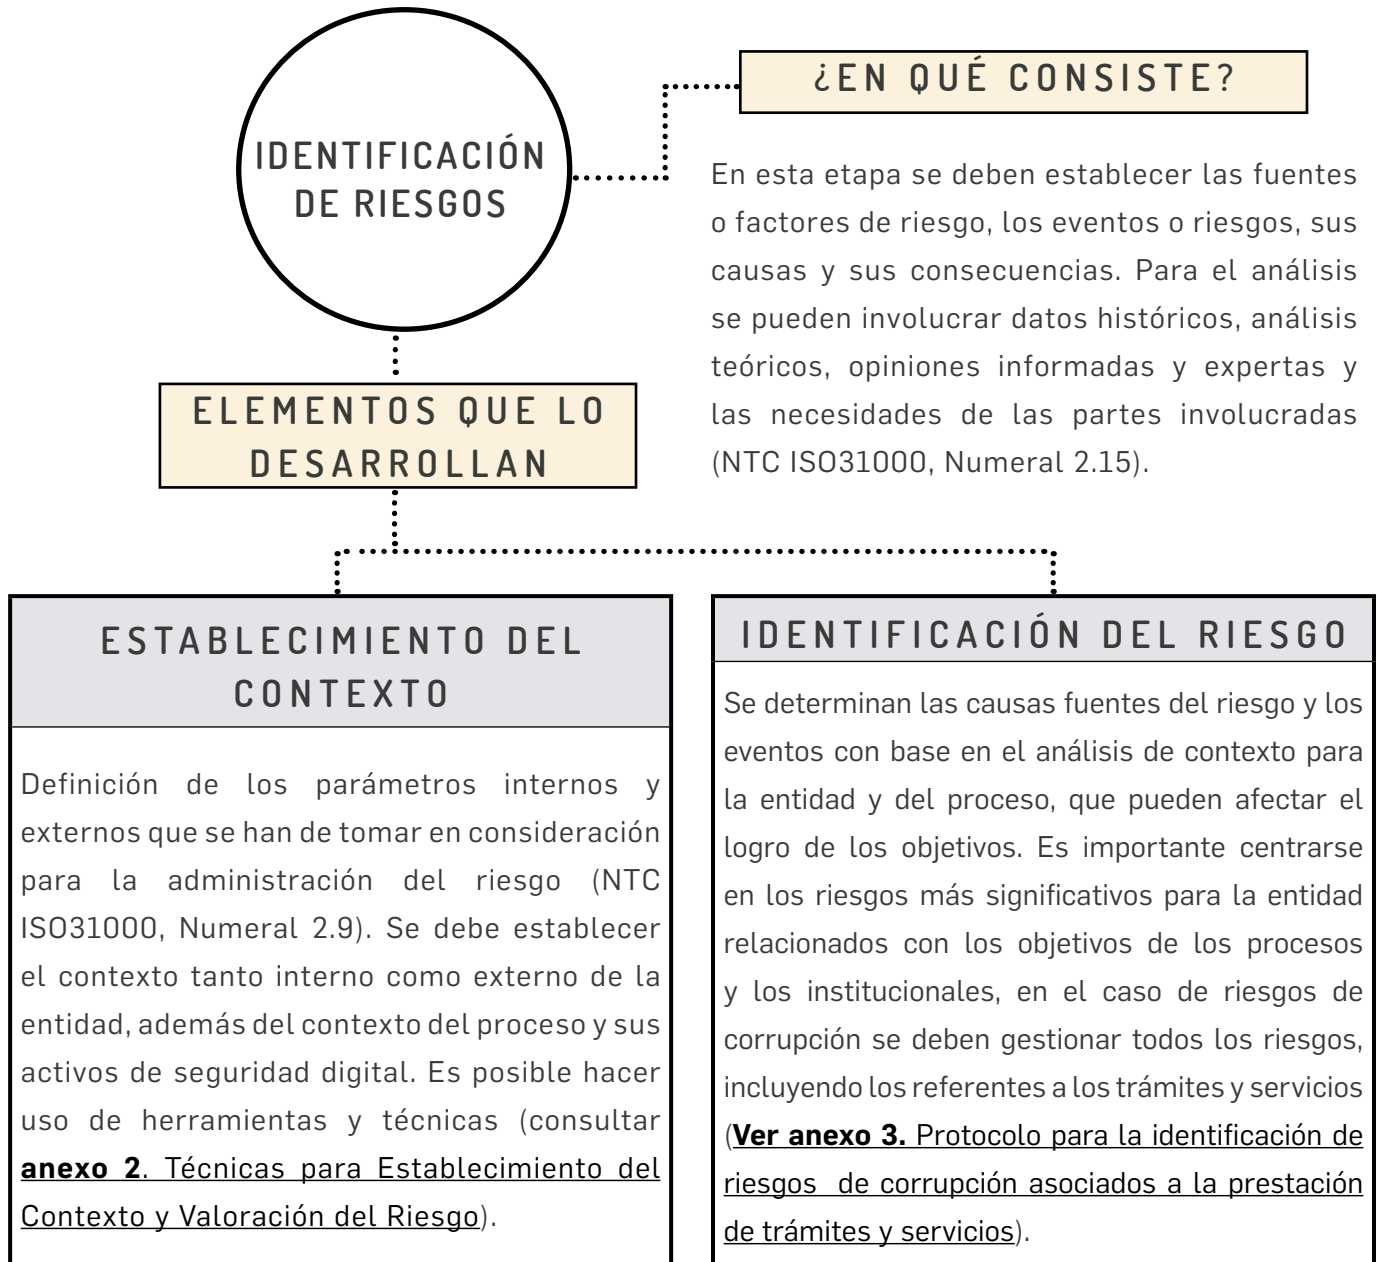 IDENTIFICACIÓN
DE RIESGOS
¿EN QUÉ CONSISTE?
En esta etapa se deben establecer las fuentes
o factores de riesgo, los eventos o riesgos, sus
causas y sus consecuencias. Para el análisis
se pueden involucrar datos históricos, análisis
teóricos, opiniones informadas y expertas y
las necesidades de las partes involucradas
(NTC ISO31000, Numeral 2.15).
ELEMENTOS QUE LO
DESARROLLAN
ESTABLECIMIENTO DEL
CONTEXTO
Definición de los parámetros internos y
externos que se han de tomar en consideración
para la administración del riesgo (NTC
ISO31000, Numeral 2.9). Se debe establecer
el contexto tanto interno como externo de la
entidad, además del contexto del proceso y sus
activos de seguridad digital. Es posible hacer
uso de herramientas y técnicas (consultar
anexo 2. Técnicas para Establecimiento del
Contexto y Valoración del Riesgo).
IDENTIFICACIÓN DEL RIESGO
Se determinan las causas fuentes del riesgo y los
eventos con base en el análisis de contexto para
la entidad y del proceso, que pueden afectar el
logro de los objetivos. Es importante centrarse
en los riesgos más significativos para la entidad
relacionados con los objetivos de los procesos
y los institucionales, en el caso de riesgos de
corrupción se deben gestionar todos los riesgos,
incluyendo los referentes a los trámites y servicios
(Ver anexo 3. Protocolo para la identificación de
riesgos de corrupción asociados a la prestación
de trámites y servicios).